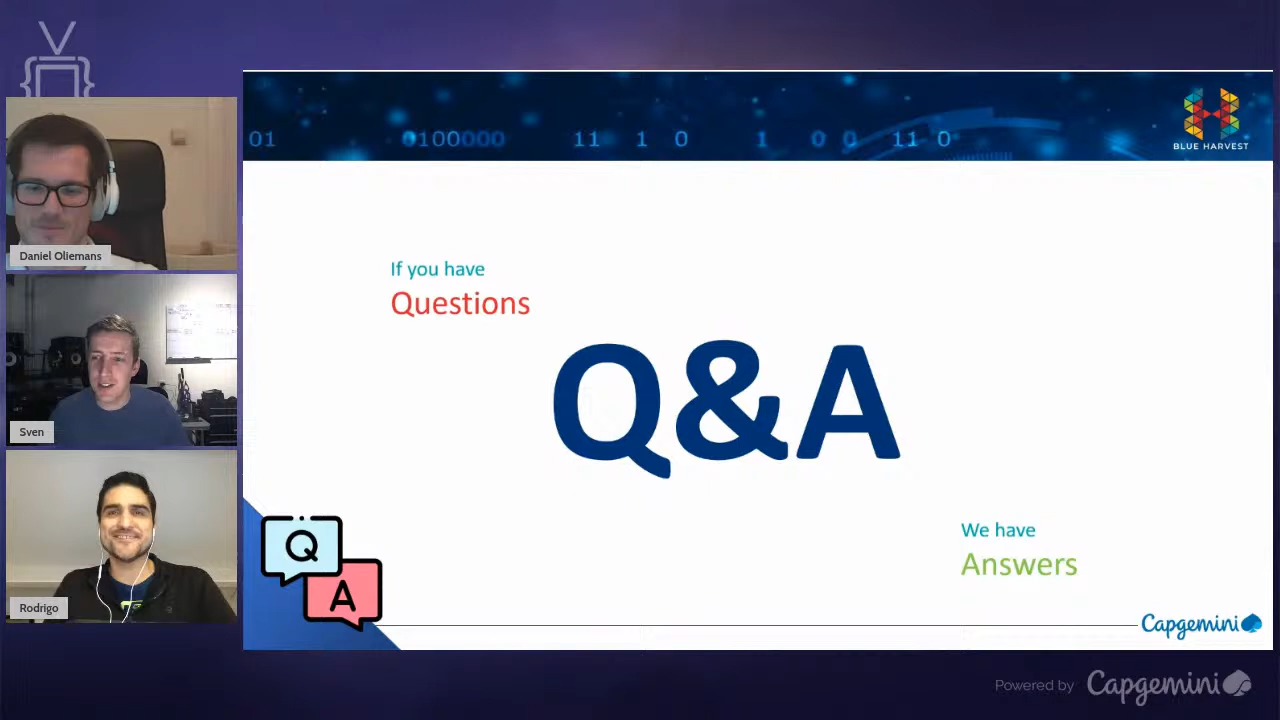 01 0100000 11 1 0 1 0 0 11 0
BLUE HARVEST
Daniel Oliemans
If you have
Questions
Q&A
Sven
Q
A
We have
Answers
Rodrigo
Capgemini
Powered by Capgemini